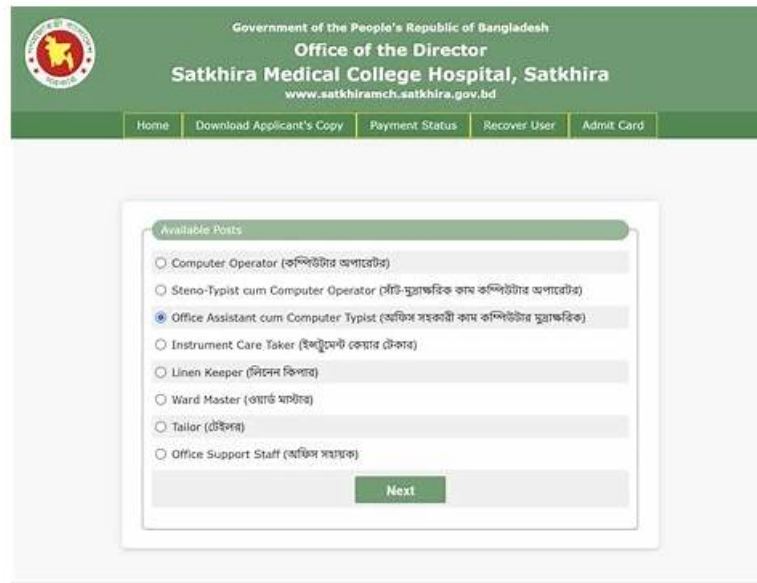 Government of the People's Republic of Bangladesh
Office of the Director
Satkhira Medical College Hospital, Satkhira
www.satkhiramch.satkhira.gov.bd
Home Download Applicant's Copy Payment Status Recover User Admit Card
Available Posts
Computer Operator (কম্পিউটার অপারেটর)
Steno-Typist cum Computer Operator (সাঁট-মুদ্রাক্ষরিক কাম কম্পিউটার অপারেটর)
Office Assistant cum Computer Typist (অফিস সহকারী কাম কম্পিউটার মুদ্রাক্ষরিক)
Instrument Care Taker (ইন্সট্রুমেন্ট কেয়ার টেকার)
Linen Keeper (লিনেন কিপার)
Ward Master (ওয়ার্ড মাস্টার)
Tailor (টেইলর)
Office Support Staff (অফিস সহায়ক)
Next